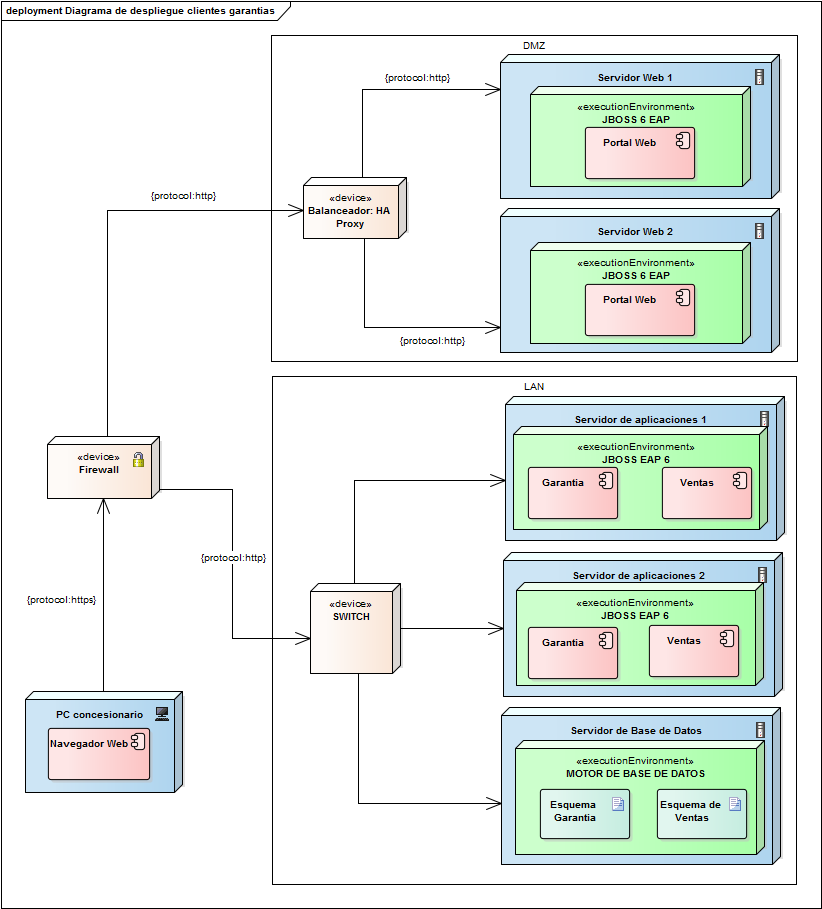 deployment Diagrama de despliegue clientes garantias
DMZ
{protocol:http}
Servidor Web 1
«executionEnvironment»
JBOSS 6 EAP
Portal Web
{protocol:http}
«device»
Balanceador: HA
Proxy
Servidor Web 2
«executionEnvironment»
JBOSS 6 EAP
Portal Web
{protocol:http}
LAN
Servidor de aplicaciones 1
«executionEnvironment»
JBOSS EAP 6
Garantia
Ventas
«device»
Firewall
{protocol:http}
Servidor de aplicaciones 2
«executionEnvironment»
JBOSS EAP 6
Garantia
Ventas
{protocol:https}
«device»
SWITCH
PC concesionario
Navegador Web
Servidor de Base de Datos
«executionEnvironment»
MOTOR DE BASE DE DATOS
Esquema
Garantia
Esquema de
Ventas